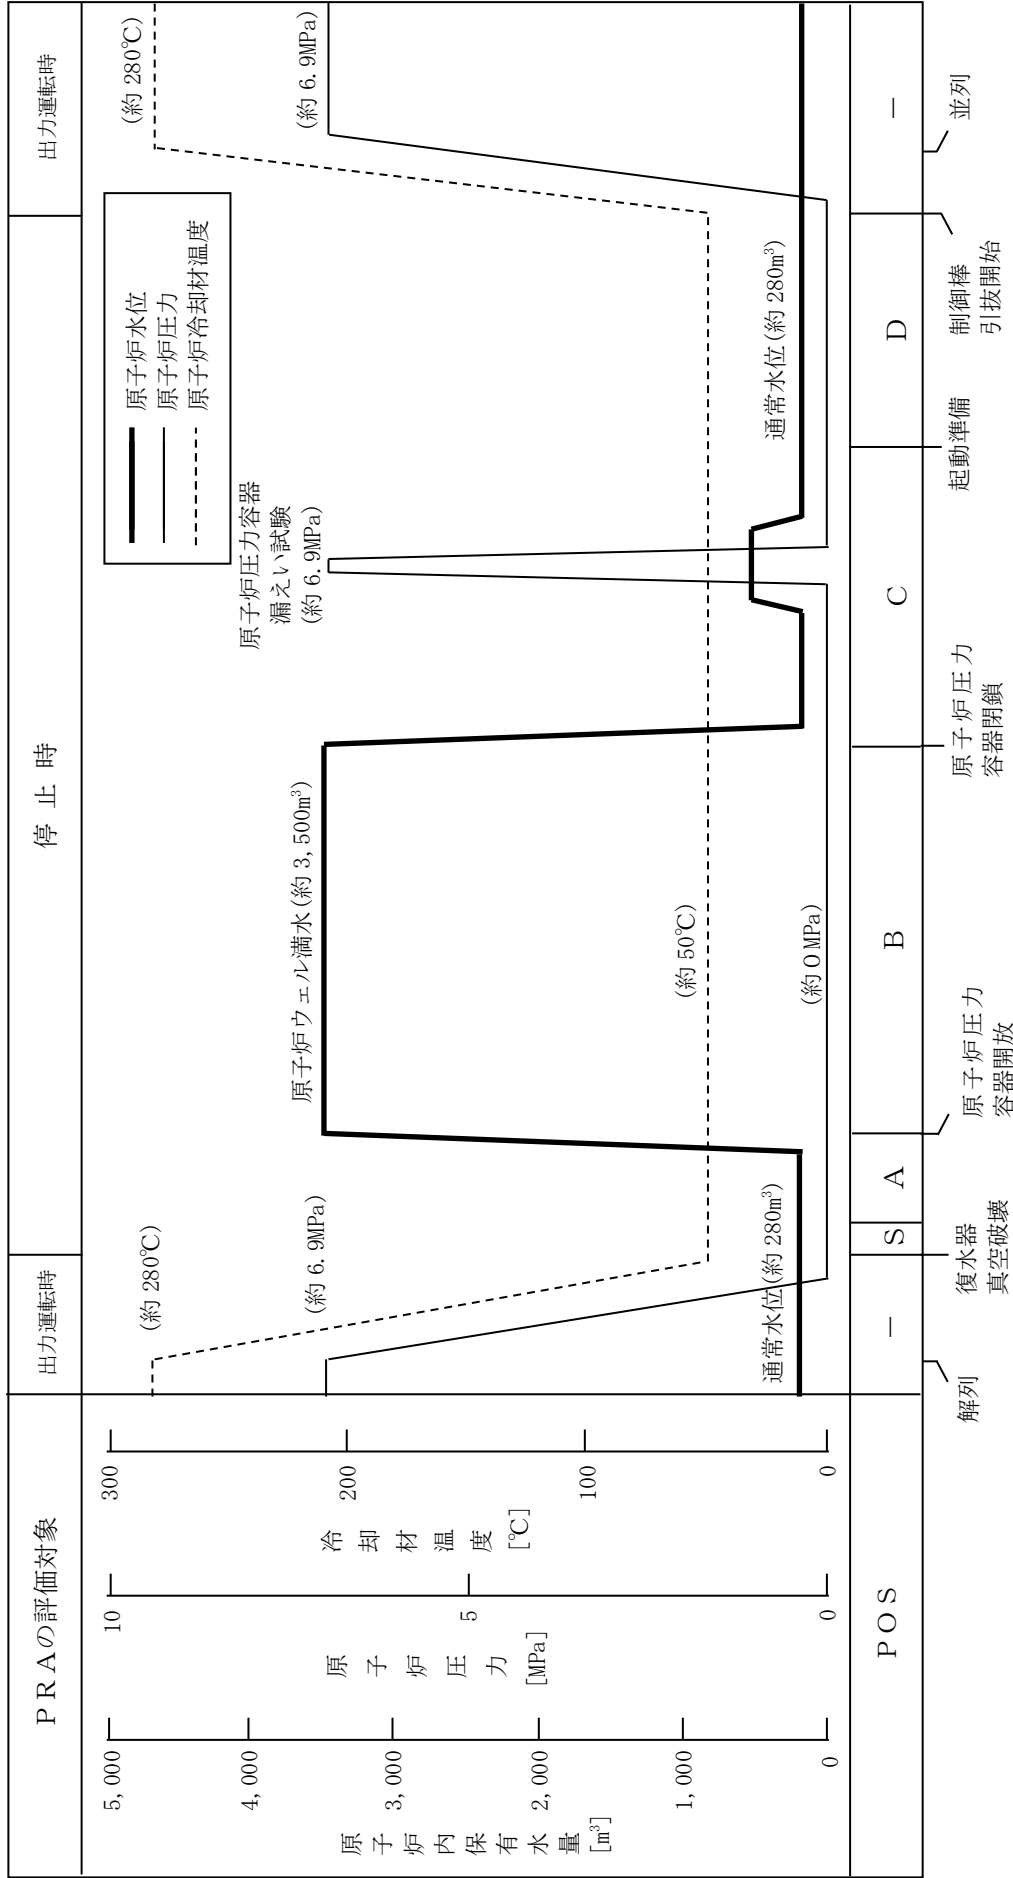 PRAの評価対象
出力運転時
停止時
出力運転時
原子炉内保有水量
[m³]
5,000
4,000
3,000
2,000
1,000
0
原子炉圧力
[MPa]
10
5
0
冷却材温度
[℃]
300
200
100
0
(約 280℃)
(約 6.9MPa)
通常水位(約 280m³)
原子炉ウェル満水(約 3,500m³)
(約 50℃)
(約 0 MPa)
原子炉圧力容器
漏えい試験
(約 6.9MPa)
原子炉水位
原子炉圧力
原子炉冷却材温度
通常水位(約 280m³)
(約 280℃)
(約 6.9MPa)
POS
―
S
A
B
C
D
―
解列
復水器
真空破壊
原子炉圧力
容器開放
原子炉圧力
容器閉鎖
起動準備
制御棒
引抜開始
並列